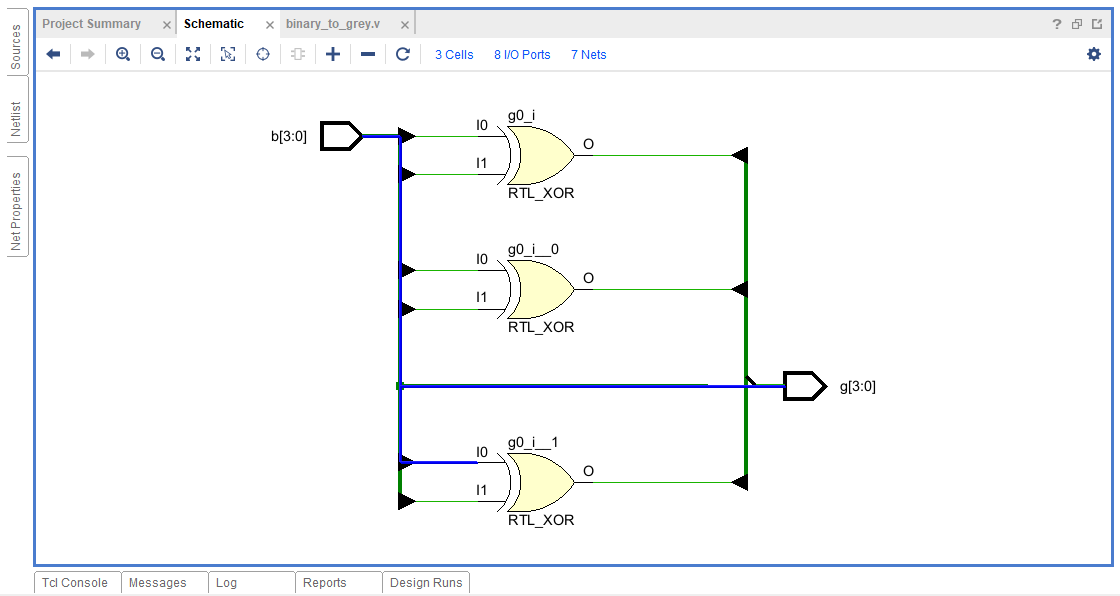 Project Summary × Schematic × binary_to_grey.v × ?
3 Cells 8 I/O Ports 7 Nets
Sources
Netlist
Net Properties
g0_i
b[3:0] I0 O
I1
RTL_XOR
g0_i__0
I0 O
I1
RTL_XOR
g[3:0]
g0_i__1
I0 O
I1
RTL_XOR
Tcl Console Messages Log Reports Design Runs